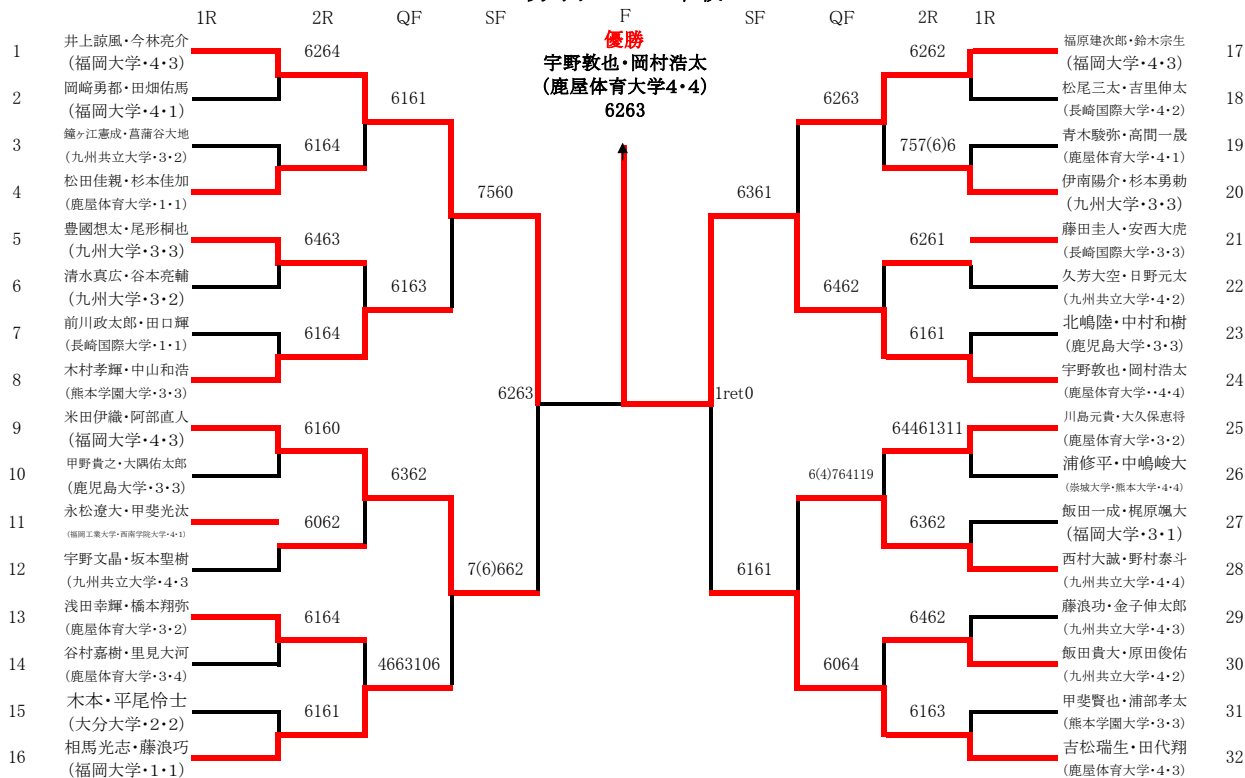 1R 2R QF SF F SF QF 2R 1R
優勝
宇野敦也・岡村浩太
(鹿屋体育大学4・4)
6263
1 井上諒風・今林亮介
(福岡大学・4・3)
2 岡﨑勇都・田畑佑馬
(福岡大学・4・1)
3 鐘ヶ江憲成・菖蒲谷大地
(九州共立大学・3・2)
4 松田佳親・杉本佳加
(鹿屋体育大学・1・1)
5 豊國想太・尾形桐也
(九州大学・3・3)
6 清水真広・谷本亮輔
(九州大学・3・2)
7 前川政太郎・田口輝
(長崎国際大学・1・1)
8 木村孝輝・中山和浩
(熊本学園大学・3・3)
9 米田伊織・阿部直人
(福岡大学・4・3)
10 甲野貴之・大隅佑太郎
(鹿児島大学・3・3)
11 永松遼大・甲斐光汰
(福岡工業大学・西南学院大学・4・1)
12 宇野文晶・坂本聖樹
(九州共立大学・4・3
13 浅田幸輝・橋本翔弥
(鹿屋体育大学・3・2)
14 谷村嘉樹・里見大河
(鹿屋体育大学・3・4)
15 木本・平尾怜士
(大分大学・2・2)
16 相馬光志・藤浪巧
(福岡大学・1・1)
6264
6164
6463
6164
6160
6062
6164
6161
6161
6163
6362
4663106
7560
7(6)662
6263
1ret0
6361
6161
6263
6462
6(4)764119
6064
6262
757(6)6
6261
6161
64461311
6362
6462
6163
福原建次郎・鈴木宗生 17
(福岡大学・4・3)
松尾三太・吉里伸太 18
(長崎国際大学・4・2)
青木駿弥・高間一晟 19
(鹿屋体育大学・4・1)
伊南陽介・杉本勇勅 20
(九州大学・3・3)
藤田圭人・安西大虎 21
(長崎国際大学・3・3)
久芳大空・日野元太 22
(九州共立大学・4・2)
北嶋陸・中村和樹 23
(鹿児島大学・3・3)
宇野敦也・岡村浩太 24
(鹿屋体育大学・・4・4)
川島元貴・大久保恵将 25
(鹿屋体育大学・3・2)
浦修平・中嶋峻大 26
(崇城大学・熊本大学・4・4)
飯田一成・梶原颯大 27
(福岡大学・3・1)
西村大誠・野村泰斗 28
(九州共立大学・4・4)
藤浪功・金子伸太郎 29
(九州共立大学・4・3)
飯田貴大・原田俊佑 30
(九州共立大学・4・2)
甲斐賢也・浦部孝太 31
(熊本学園大学・3・3)
吉松瑞生・田代翔 32
(鹿屋体育大学・4・3)